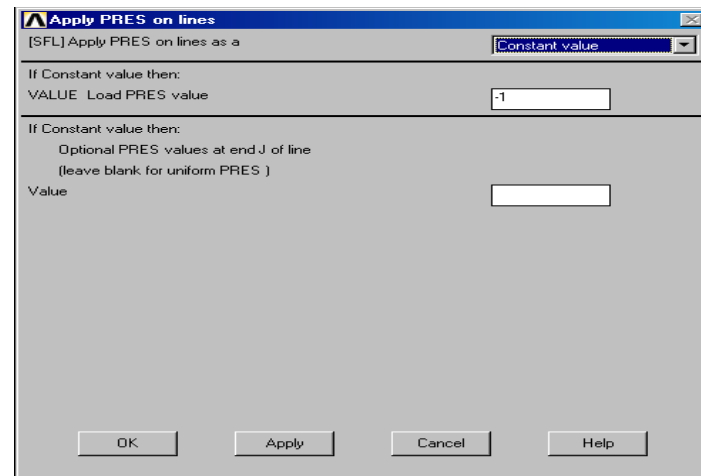 Apply PRES on lines
[SFL] Apply PRES on lines as a
Constant value
If Constant value then:
VALUE Load PRES value
-1
If Constant value then:
Optional PRES values at end J of line
(leave blank for uniform PRES )
Value
OK Apply Cancel Help